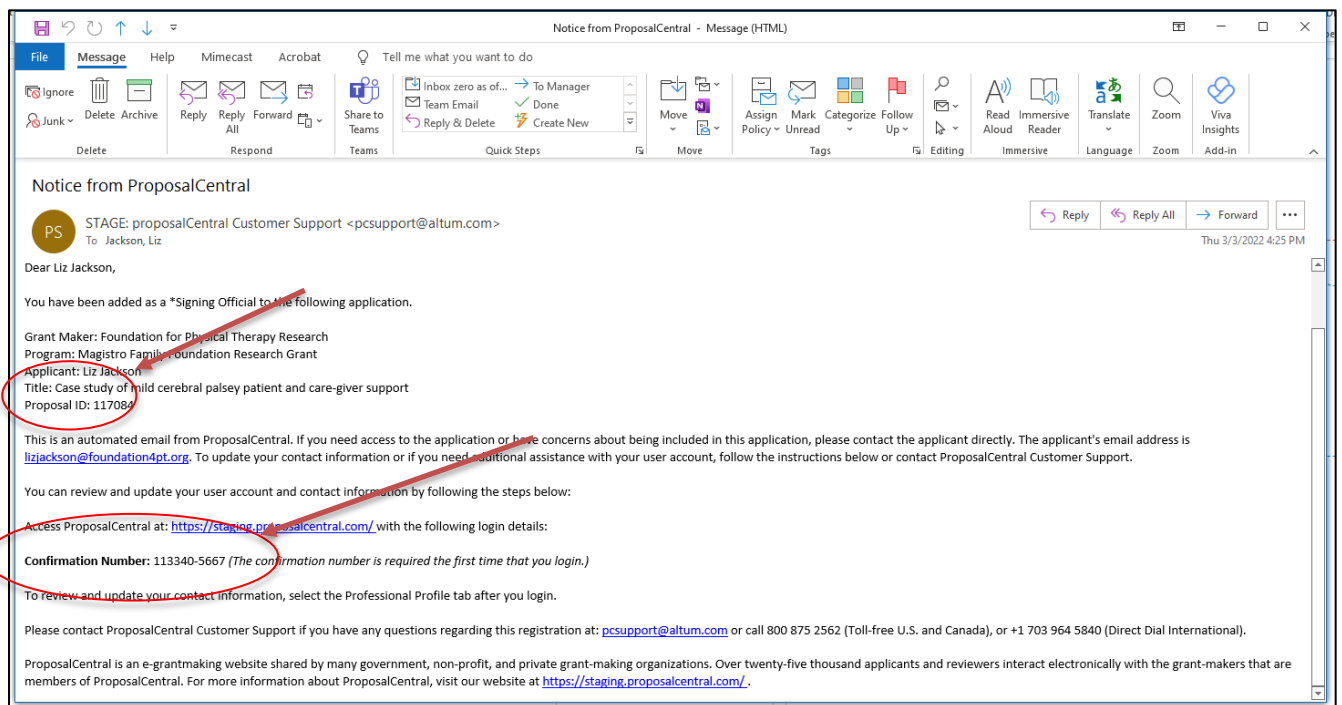 Notice from ProposalCentral - Message (HTML)
File Message Help Mimecast Acrobat Tell me what you want to do
Ignore
Junk
Delete
Archive
Reply
Reply All
Forward
Share to Teams
Inbox zero as of...
To Manager
Team Email
Done
Reply & Delete
Create New
Move
Assign Policy
Mark Unread
Categorize
Follow Up
Read Aloud
Immersive Reader
Translate
Zoom
Viva Insights
Delete Respond Teams Quick Steps Move Tags Editing Immersive Language Zoom Add-in
Notice from ProposalCentral
PS
STAGE: proposalCentral Customer Support <pcsupport@altum.com>
To Jackson, Liz
Reply Reply All Forward
Thu 3/3/2022 4:25 PM
Dear Liz Jackson,
You have been added as a *Signing Official to the following application.
Grant Maker: Foundation for Physical Therapy Research
Program: Magistro Family Foundation Research Grant
Applicant: Liz Jackson
Title: Case study of mild cerebral palsey patient and care-giver support
Proposal ID: 117084
This is an automated email from ProposalCentral. If you need access to the application or have concerns about being included in this application, please contact the applicant directly. The applicant's email address is
lizjackson@foundation4pt.org. To update your contact information or if you need additional assistance with your user account, follow the instructions below or contact ProposalCentral Customer Support.
You can review and update your user account and contact information by following the steps below:
Access ProposalCentral at: https://staging.proposalcentral.com/ with the following login details:
Confirmation Number: 113340-5667 (The confirmation number is required the first time that you login.)
To review and update your contact information, select the Professional Profile tab after you login.
Please contact ProposalCentral Customer Support if you have any questions regarding this registration at: pcsupport@altum.com or call 800 875 2562 (Toll-free U.S. and Canada), or +1 703 964 5840 (Direct Dial International).
ProposalCentral is an e-grantmaking website shared by many government, non-profit, and private grant-making organizations. Over twenty-five thousand applicants and reviewers interact electronically with the grant-makers that are
members of ProposalCentral. For more information about ProposalCentral, visit our website at https://staging.proposalcentral.com/ .